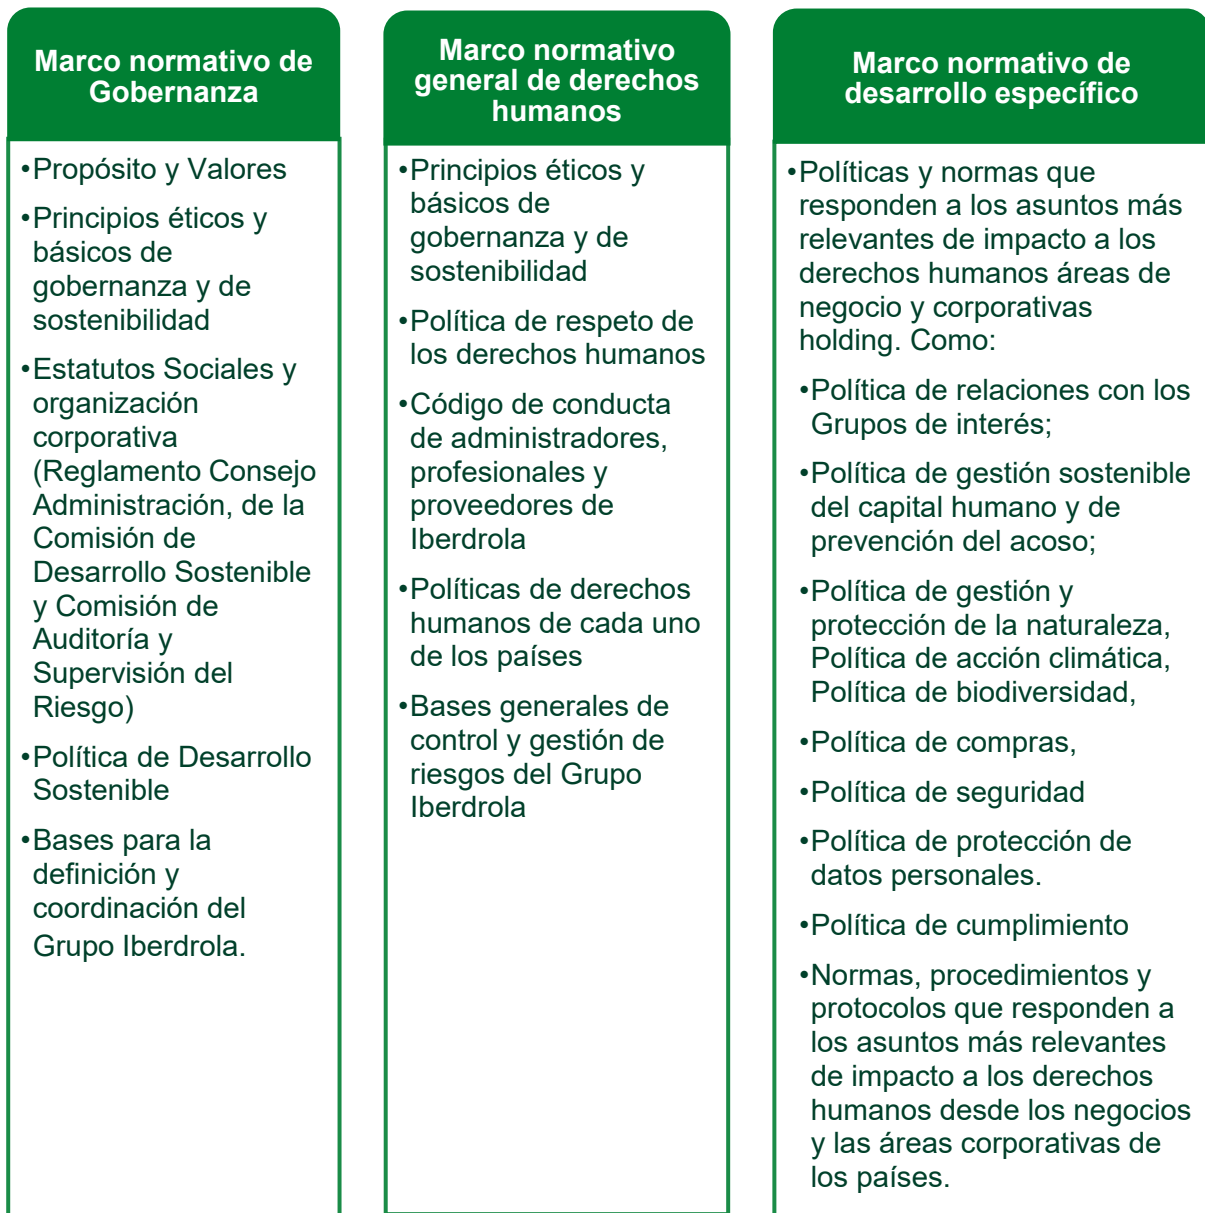 Marco normativo de
Gobernanza
•Propósito y Valores
•Principios éticos y
básicos de
gobernanza y de
sostenibilidad
•Estatutos Sociales y
organización
corporativa
(Reglamento Consejo
Administración, de la
Comisión de
Desarrollo Sostenible
y Comisión de
Auditoría y
Supervisión del
Riesgo)
•Política de Desarrollo
Sostenible
•Bases para la
definición y
coordinación del
Grupo Iberdrola.
Marco normativo
general de derechos
humanos
•Principios éticos y
básicos de
gobernanza y de
sostenibilidad
•Política de respeto de
los derechos humanos
•Código de conducta
de administradores,
profesionales y
proveedores de
Iberdrola
•Políticas de derechos
humanos de cada uno
de los países
•Bases generales de
control y gestión de
riesgos del Grupo
Iberdrola
Marco normativo de
desarrollo específico
•Políticas y normas que
responden a los asuntos más
relevantes de impacto a los
derechos humanos áreas de
negocio y corporativas
holding. Como:
•Política de relaciones con los
Grupos de interés;
•Política de gestión sostenible
del capital humano y de
prevención del acoso;
•Política de gestión y
protección de la naturaleza,
Política de acción climática,
Política de biodiversidad,
•Política de compras,
•Política de seguridad
•Política de protección de
datos personales.
•Política de cumplimiento
•Normas, procedimientos y
protocolos que responden a
los asuntos más relevantes
de impacto a los derechos
humanos desde los negocios
y las áreas corporativas de
los países.